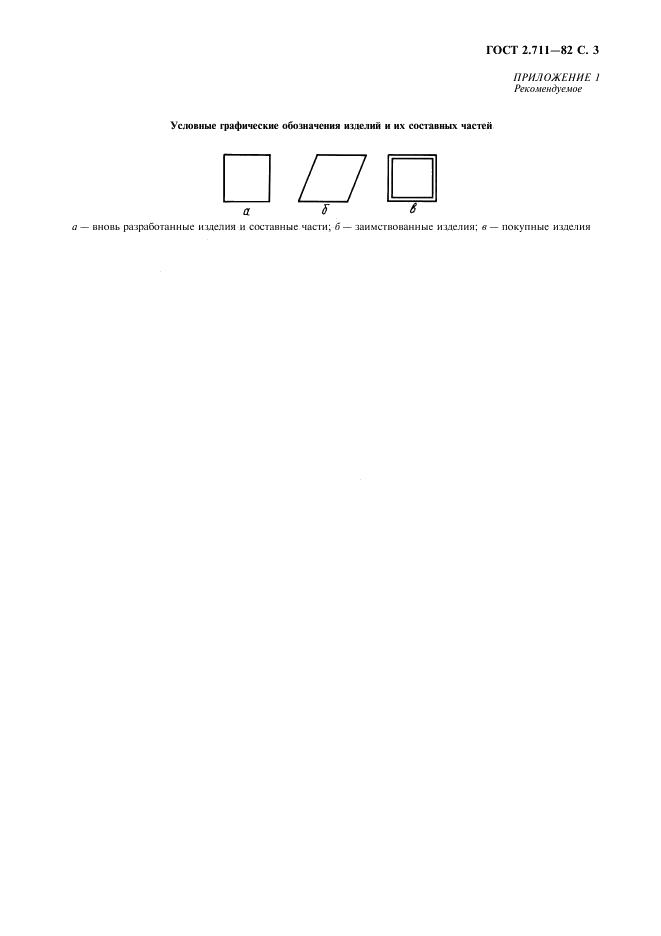 ГОСТ 2.711—82 С. 3
ПРИЛОЖЕНИЕ 1
Рекомендуемое
Условные графические обозначения изделий и их составных частей
а б в
а — вновь разработанные изделия и составные части; б — заимствованные изделия; в — покупные изделия